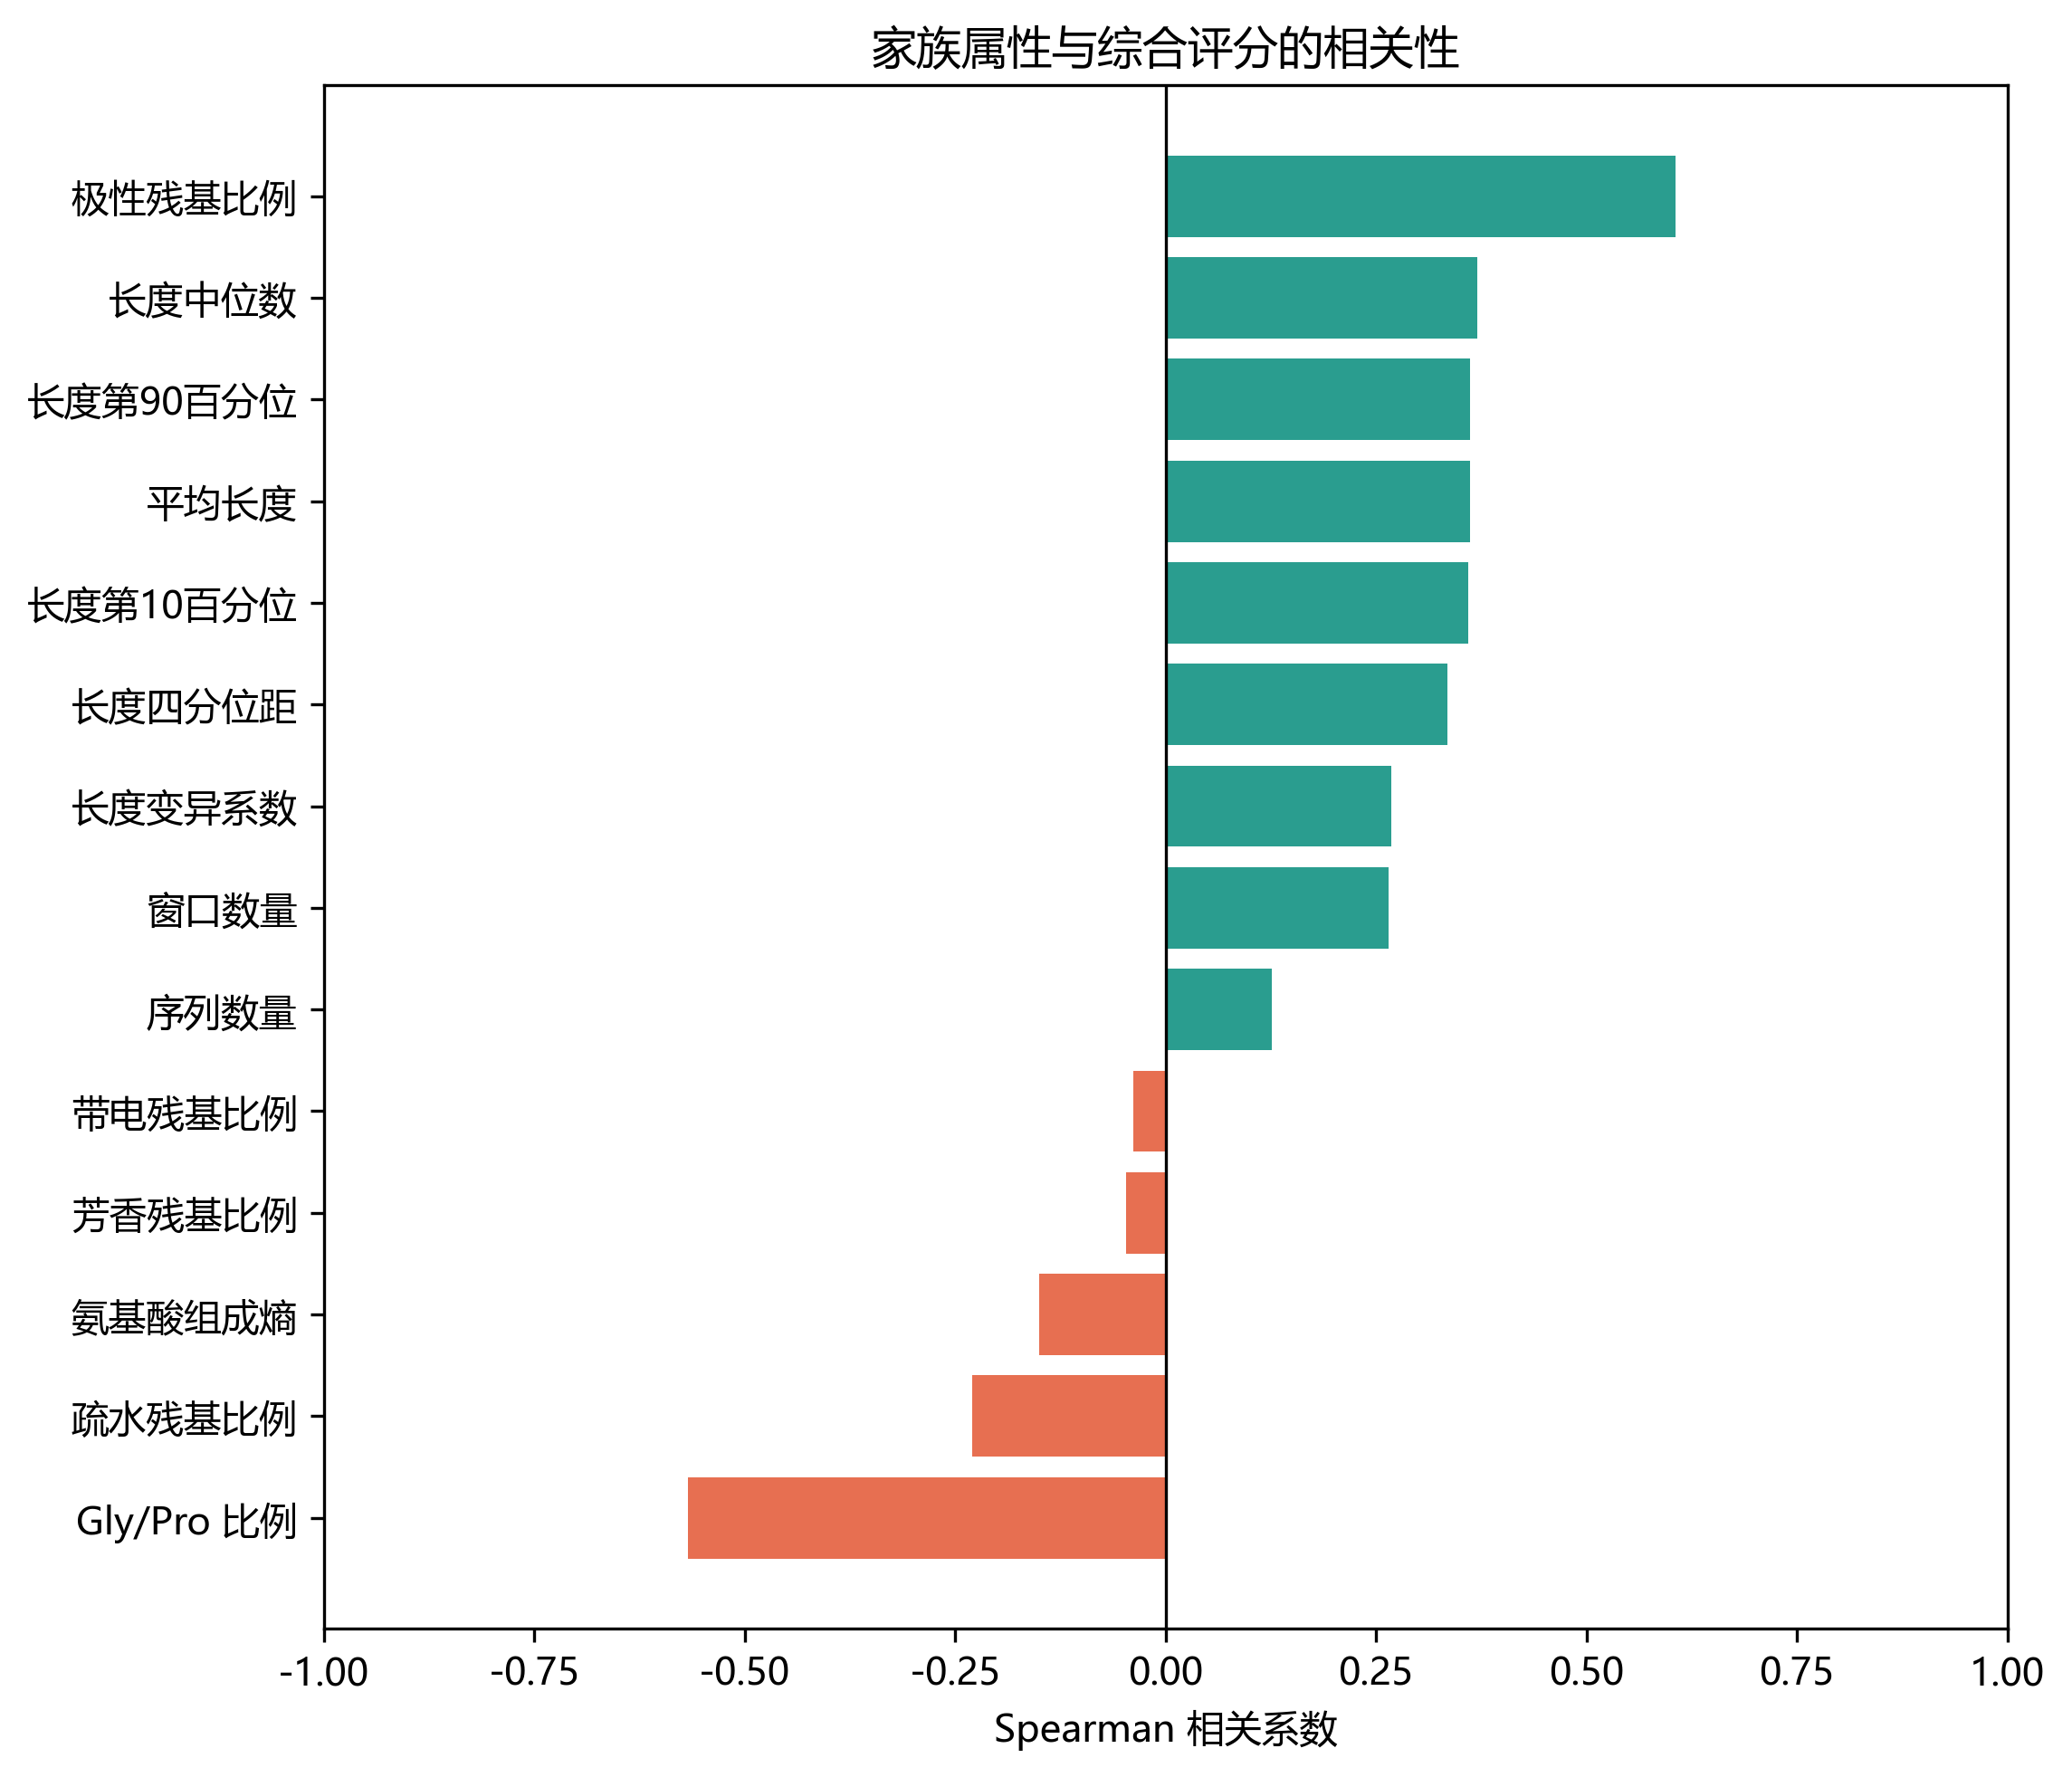 家族属性与综合评分的相关性
极性残基比例
长度中位数
长度第90百分位
平均长度
长度第10百分位
长度四分位距
长度变异系数
窗口数量
序列数量
带电残基比例
芳香残基比例
氨基酸组成熵
疏水残基比例
Gly/Pro 比例
-1.00 -0.75 -0.50 -0.25 0.00 0.25 0.50 0.75 1.00
Spearman 相关系数